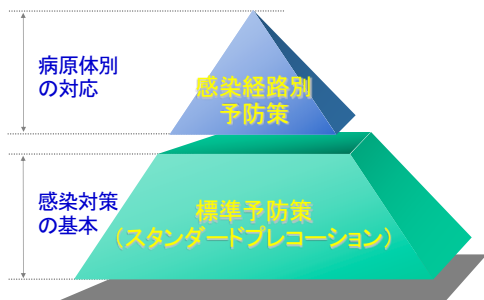 病原体別
の対応
感染経路別
予防策
感染対策
の基本
標準予防策
（スタンダードプレコーション）